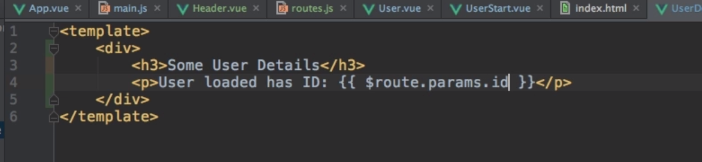 App.vue main.js Header.vue routes.js User.vue UserStart.vue index.html
1 <template>
2 <div>
3 <h3>Some User Details</h3>
4 <p>User loaded has ID: {{ $route.params.id }}</p>
5 </div>
6 </template>